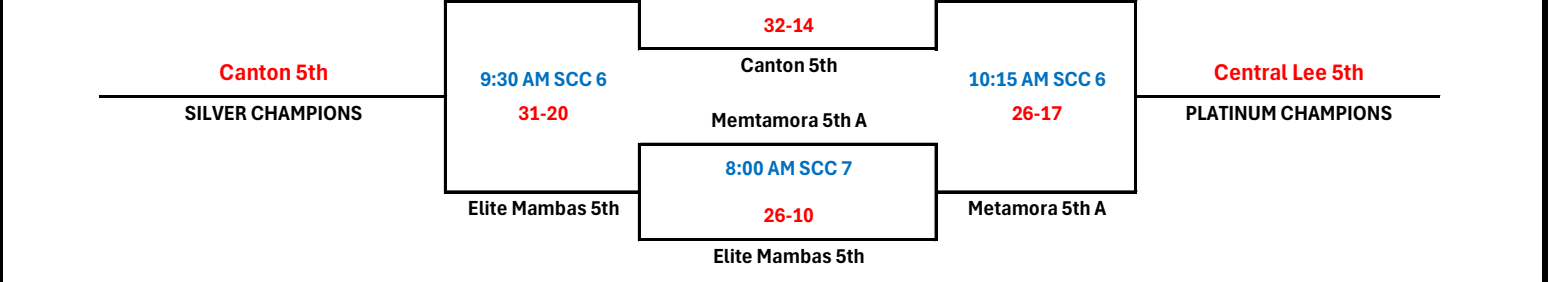 32-14
Canton 5th
Canton 5th
9:30 AM SCC 6
10:15 AM SCC 6
Central Lee 5th
SILVER CHAMPIONS
31-20
Memtamora 5th A
26-17
PLATINUM CHAMPIONS
8:00 AM SCC 7
Elite Mambas 5th
26-10
Metamora 5th A
Elite Mambas 5th